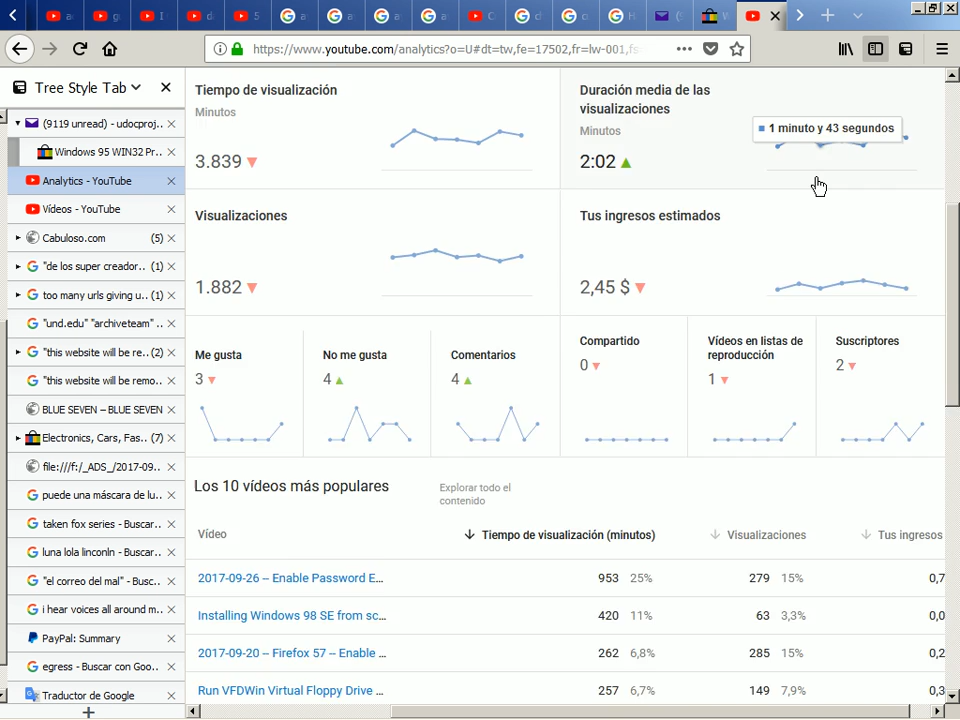 https://www.youtube.com/analytics?o=U#dt=tw,fe=17502,fr=lw-001,fs
Tree Style Tab
(9119 unread) - udocproj..
Windows 95 WIN32 Pr..
Analytics - YouTube
Vídeos - YouTube
Cabuloso.com (5)
"de los super creador.. (1)
too many urls giving u.. (1)
"und.edu" "archiveteam" ..
"this website will be re.. (2)
"this website will be remo..
BLUE SEVEN – BLUE SEVEN
Electronics, Cars, Fas.. (7)
file:///f:/_ADS_/2017-09..
puede una máscara de lu..
taken fox series - Buscar..
luna lola linconln - Buscar..
"el correo del mal" - Busc..
i hear voices all around m..
PayPal: Summary
egress - Buscar con Goo..
Traductor de Google
Tiempo de visualización
Minutos
3.839
Duración media de las
visualizaciones
Minutos
2:02
1 minuto y 43 segundos
Visualizaciones
1.882
Tus ingresos estimados
2,45 $
Me gusta
3
No me gusta
4
Comentarios
4
Compartido
0
Vídeos en listas de
reproducción
1
Suscriptores
2
Los 10 vídeos más populares
Explorar todo el
contenido
Vídeo Tiempo de visualización (minutos) Visualizaciones Tus ingresos
2017-09-26 -- Enable Password E... 953 25% 279 15% 0,7
Installing Windows 98 SE from sc... 420 11% 63 3,3% 0,0
2017-09-20 -- Firefox 57 -- Enable ... 262 6,8% 285 15% 0,2
Run VFDWin Virtual Floppy Drive ... 257 6,7% 149 7,9% 0,3